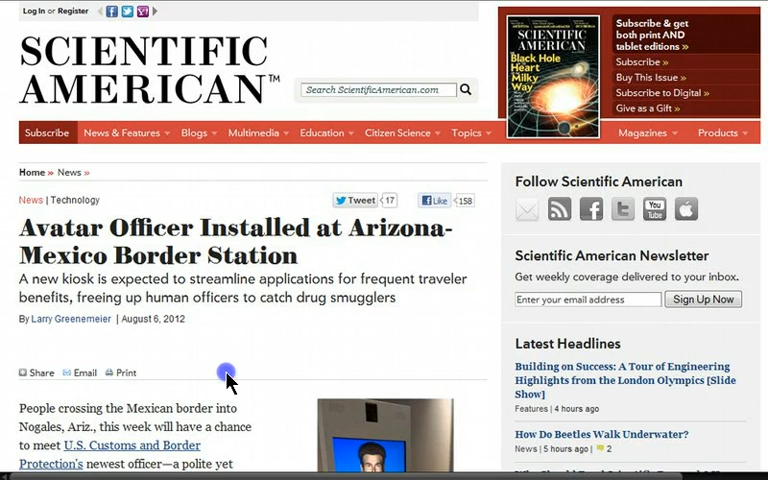 Log In or Register
SCIENTIFIC
AMERICAN™
Search ScientificAmerican.com
SCIENTIFIC
AMERICAN
Black Hole
Heart
Milky
Way
Subscribe & get
both print AND
tablet editions »
Subscribe »
Buy This Issue »
Subscribe to Digital »
Give as a Gift »
Subscribe News & Features Blogs Multimedia Education Citizen Science Topics Magazines Products
Home » News »
News | Technology
Tweet 17 Like 158
Avatar Officer Installed at Arizona-
Mexico Border Station
A new kiosk is expected to streamline applications for frequent traveler
benefits, freeing up human officers to catch drug smugglers
By Larry Greenemeier | August 6, 2012
Share Email Print
People crossing the Mexican border into
Nogales, Ariz., this week will have a chance
to meet U.S. Customs and Border
Protection's newest officer—a polite yet
Follow Scientific American
You
Tube
Scientific American Newsletter
Get weekly coverage delivered to your inbox.
Enter your email address Sign Up Now
Latest Headlines
Building on Success: A Tour of Engineering
Highlights from the London Olympics [Slide
Show]
Features | 4 hours ago
How Do Beetles Walk Underwater?
News | 5 hours ago | 2